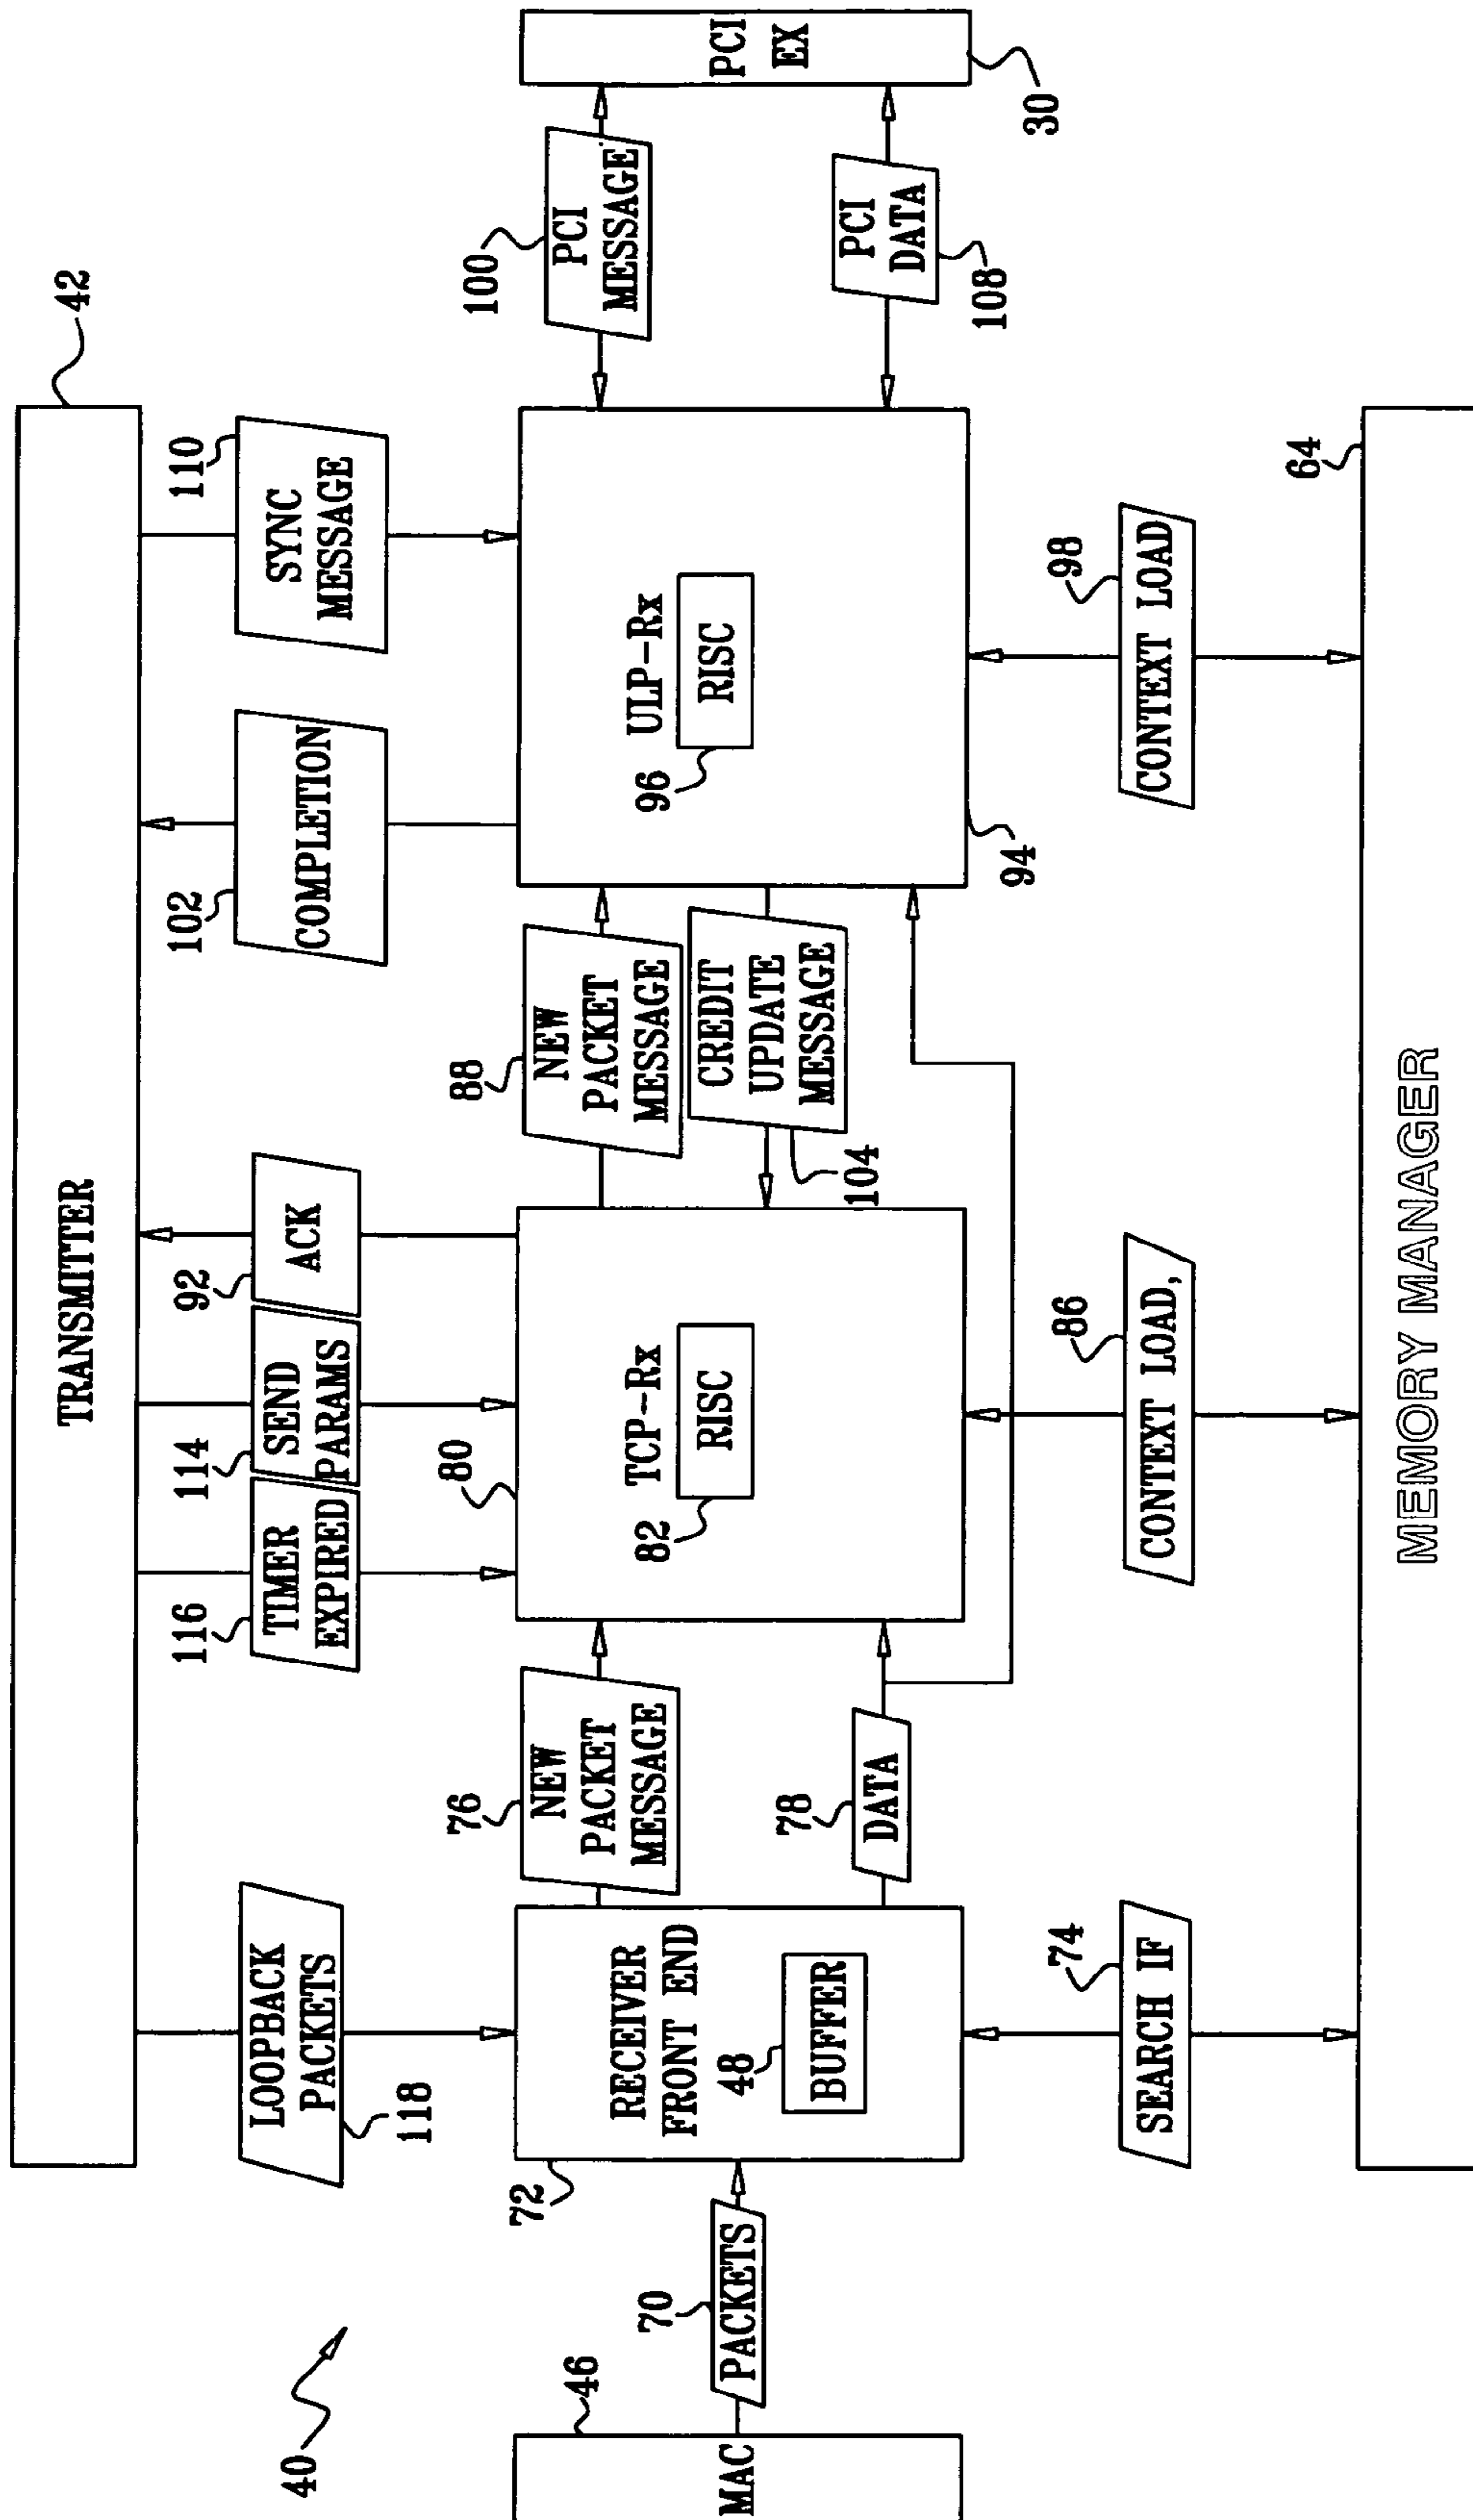 40
TRANSMITTER
42
LOOPBACK
PACKETS
118
116
TIMER
EXPIRED
114
SEND
PARAMS
92
ACK
102
COMPLETION
110
SYNC
MESSAGE
46
MAC
70
PACKETS
72
RECEIVER
FRONT END
48
BUFFER
76
NEW
PACKET
MESSAGE
78
DATA
80
TCP-Rx
82
RISC
88
NEW
PACKET
MESSAGE
CREDIT
UPDATE
MESSAGE
104
ULP-Rx
96
RISC
94
100
PCI
MESSAGE
PCI
DATA
108
PCI
EX
30
74
SEARCH IF
86
CONTEXT LOAD,
98
CONTEXT LOAD
64
MEMORY MANAGER